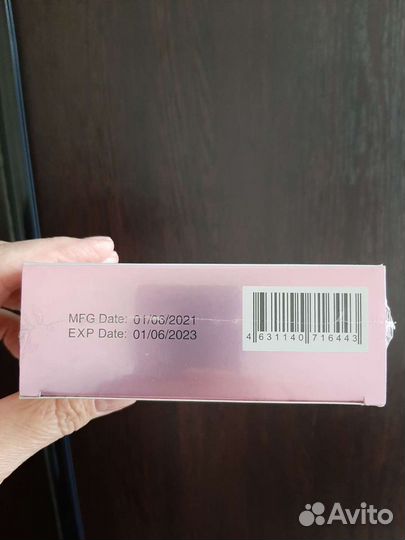 MFG Date: 01/06/2021
EXP Date: 01/06/2023
4 631140 716443
Avito